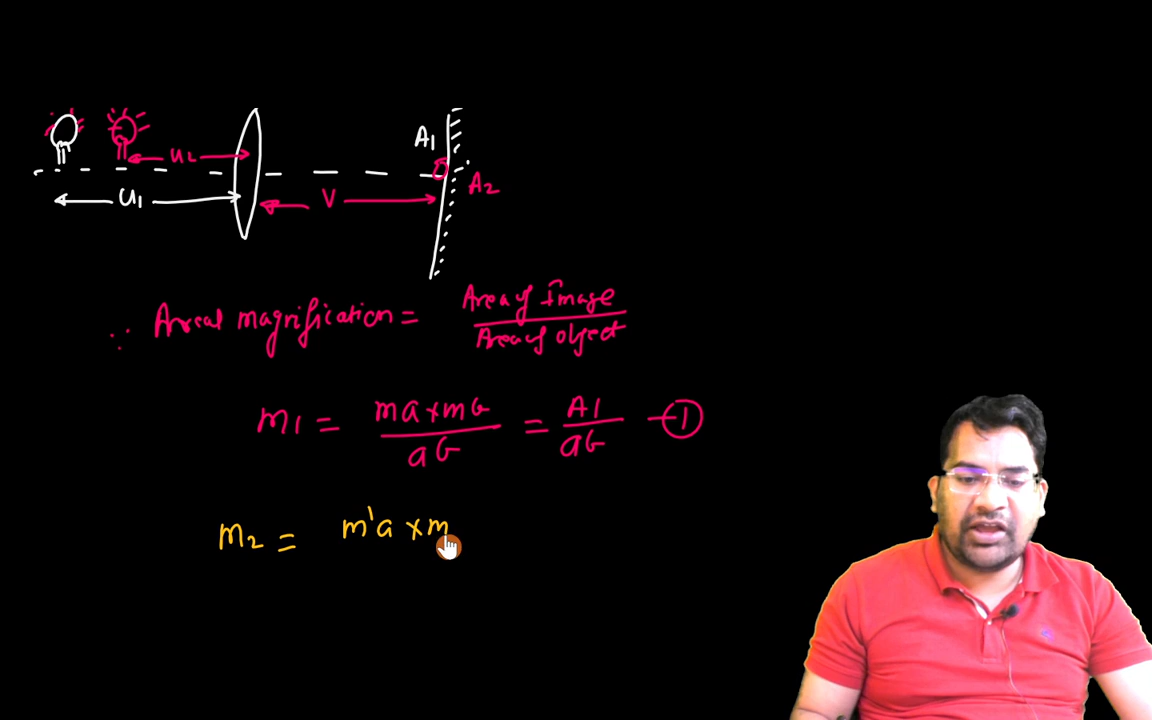 A1
u2
A2
u1
V
∵ Areal magnification = Area of Image / Area of object
m1 = ma×mb / ab = A1 / ab —①
m2 = m'a × m